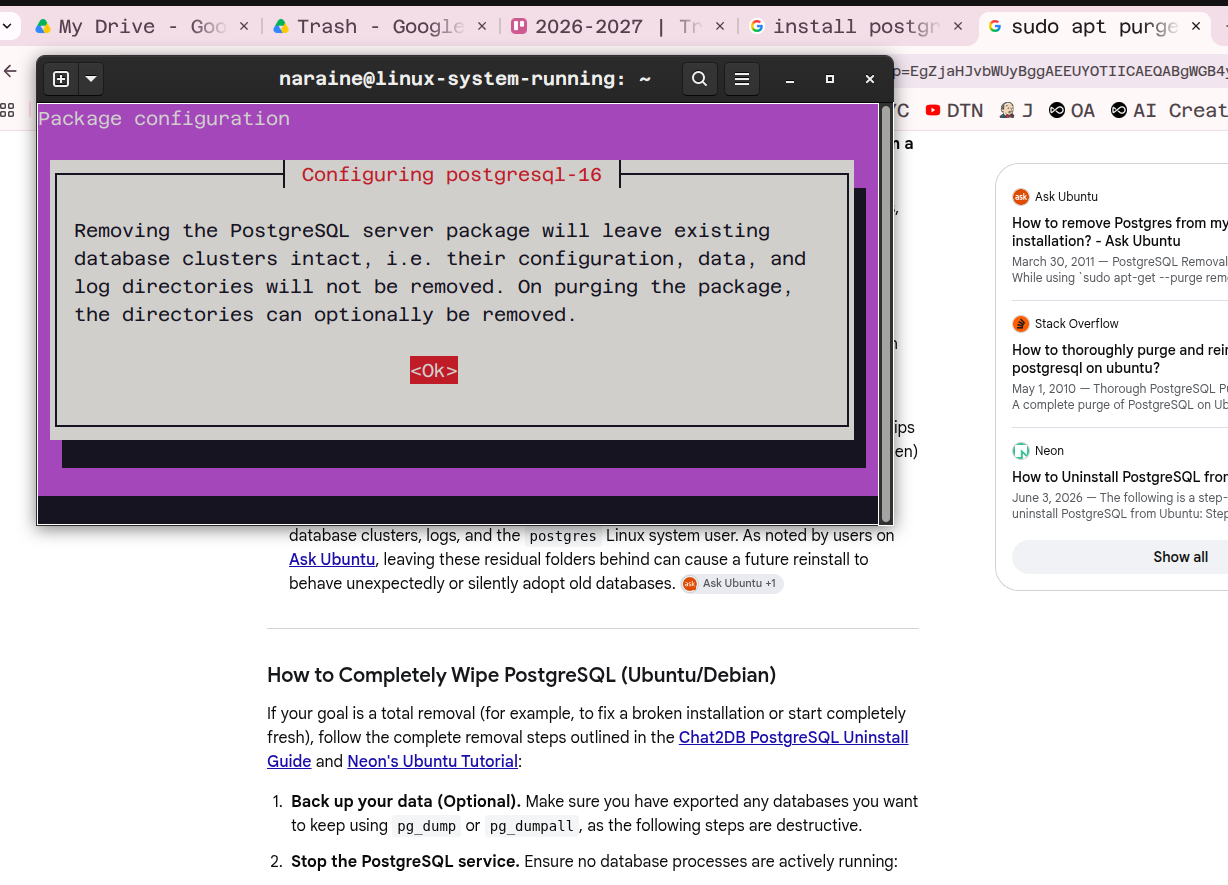 My Drive - Goo
Trash - Google
2026-2027 | Tr
install postgr
sudo apt purge
naraine@linux-system-running: ~
p=EgZjaHJvbWUyBggAEEUYOTIICAEQABgWGB4y
DTN
J
OA
AI Creat
Package configuration
Configuring postgresql-16
Removing the PostgreSQL server package will leave existing
database clusters intact, i.e. their configuration, data, and
log directories will not be removed. On purging the package,
the directories can optionally be removed.
<Ok>
n a
ips
en)
database clusters, logs, and the postgres Linux system user. As noted by users on
Ask Ubuntu, leaving these residual folders behind can cause a future reinstall to
behave unexpectedly or silently adopt old databases. ask Ask Ubuntu +1
How to Completely Wipe PostgreSQL (Ubuntu/Debian)
If your goal is a total removal (for example, to fix a broken installation or start completely
fresh), follow the complete removal steps outlined in the Chat2DB PostgreSQL Uninstall
Guide and Neon's Ubuntu Tutorial:
1. Back up your data (Optional). Make sure you have exported any databases you want
to keep using pg_dump or pg_dumpall, as the following steps are destructive.
2. Stop the PostgreSQL service. Ensure no database processes are actively running:
ask Ask Ubuntu
How to remove Postgres from my
installation? - Ask Ubuntu
March 30, 2011 — PostgreSQL Removal
While using `sudo apt-get --purge rem
Stack Overflow
How to thoroughly purge and rein
postgresql on ubuntu?
May 1, 2010 — Thorough PostgreSQL Pu
A complete purge of PostgreSQL on Ub
Neon
How to Uninstall PostgreSQL fror
June 3, 2026 — The following is a step-
uninstall PostgreSQL from Ubuntu: Step
Show all